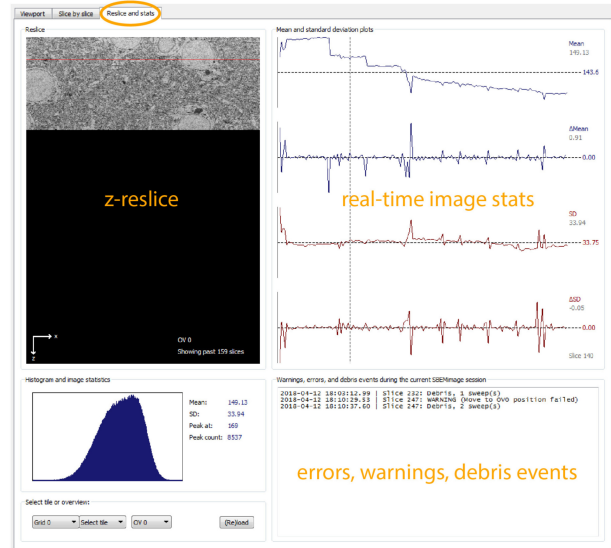 Viewport
Slice by slice
Reslice and stats
Reslice
z-reslice
x
z
OV 0
Showing past 159 slices
Mean and standard deviation plots
Mean
149.13
143.6
ΔMean
0.91
0.00
real-time image stats
SD
33.94
33.75
ΔSD
-0.05
0.00
Slice 140
Histogram and image statistics
Mean: 149.13
SD: 33.94
Peak at: 169
Peak count: 8537
Warnings, errors, and debris events during the current SBEMimage session
2018-04-12 18:03:12.99 | Slice 232: Debris, 1 sweep(s)
2018-04-12 18:10:29.53 | Slice 247: WARNING (Move to OV0 position failed)
2018-04-12 18:10:37.60 | Slice 247: Debris, 2 sweep(s)
errors, warnings, debris events
Select tile or overview:
Grid 0
Select tile
OV 0
(Re)load